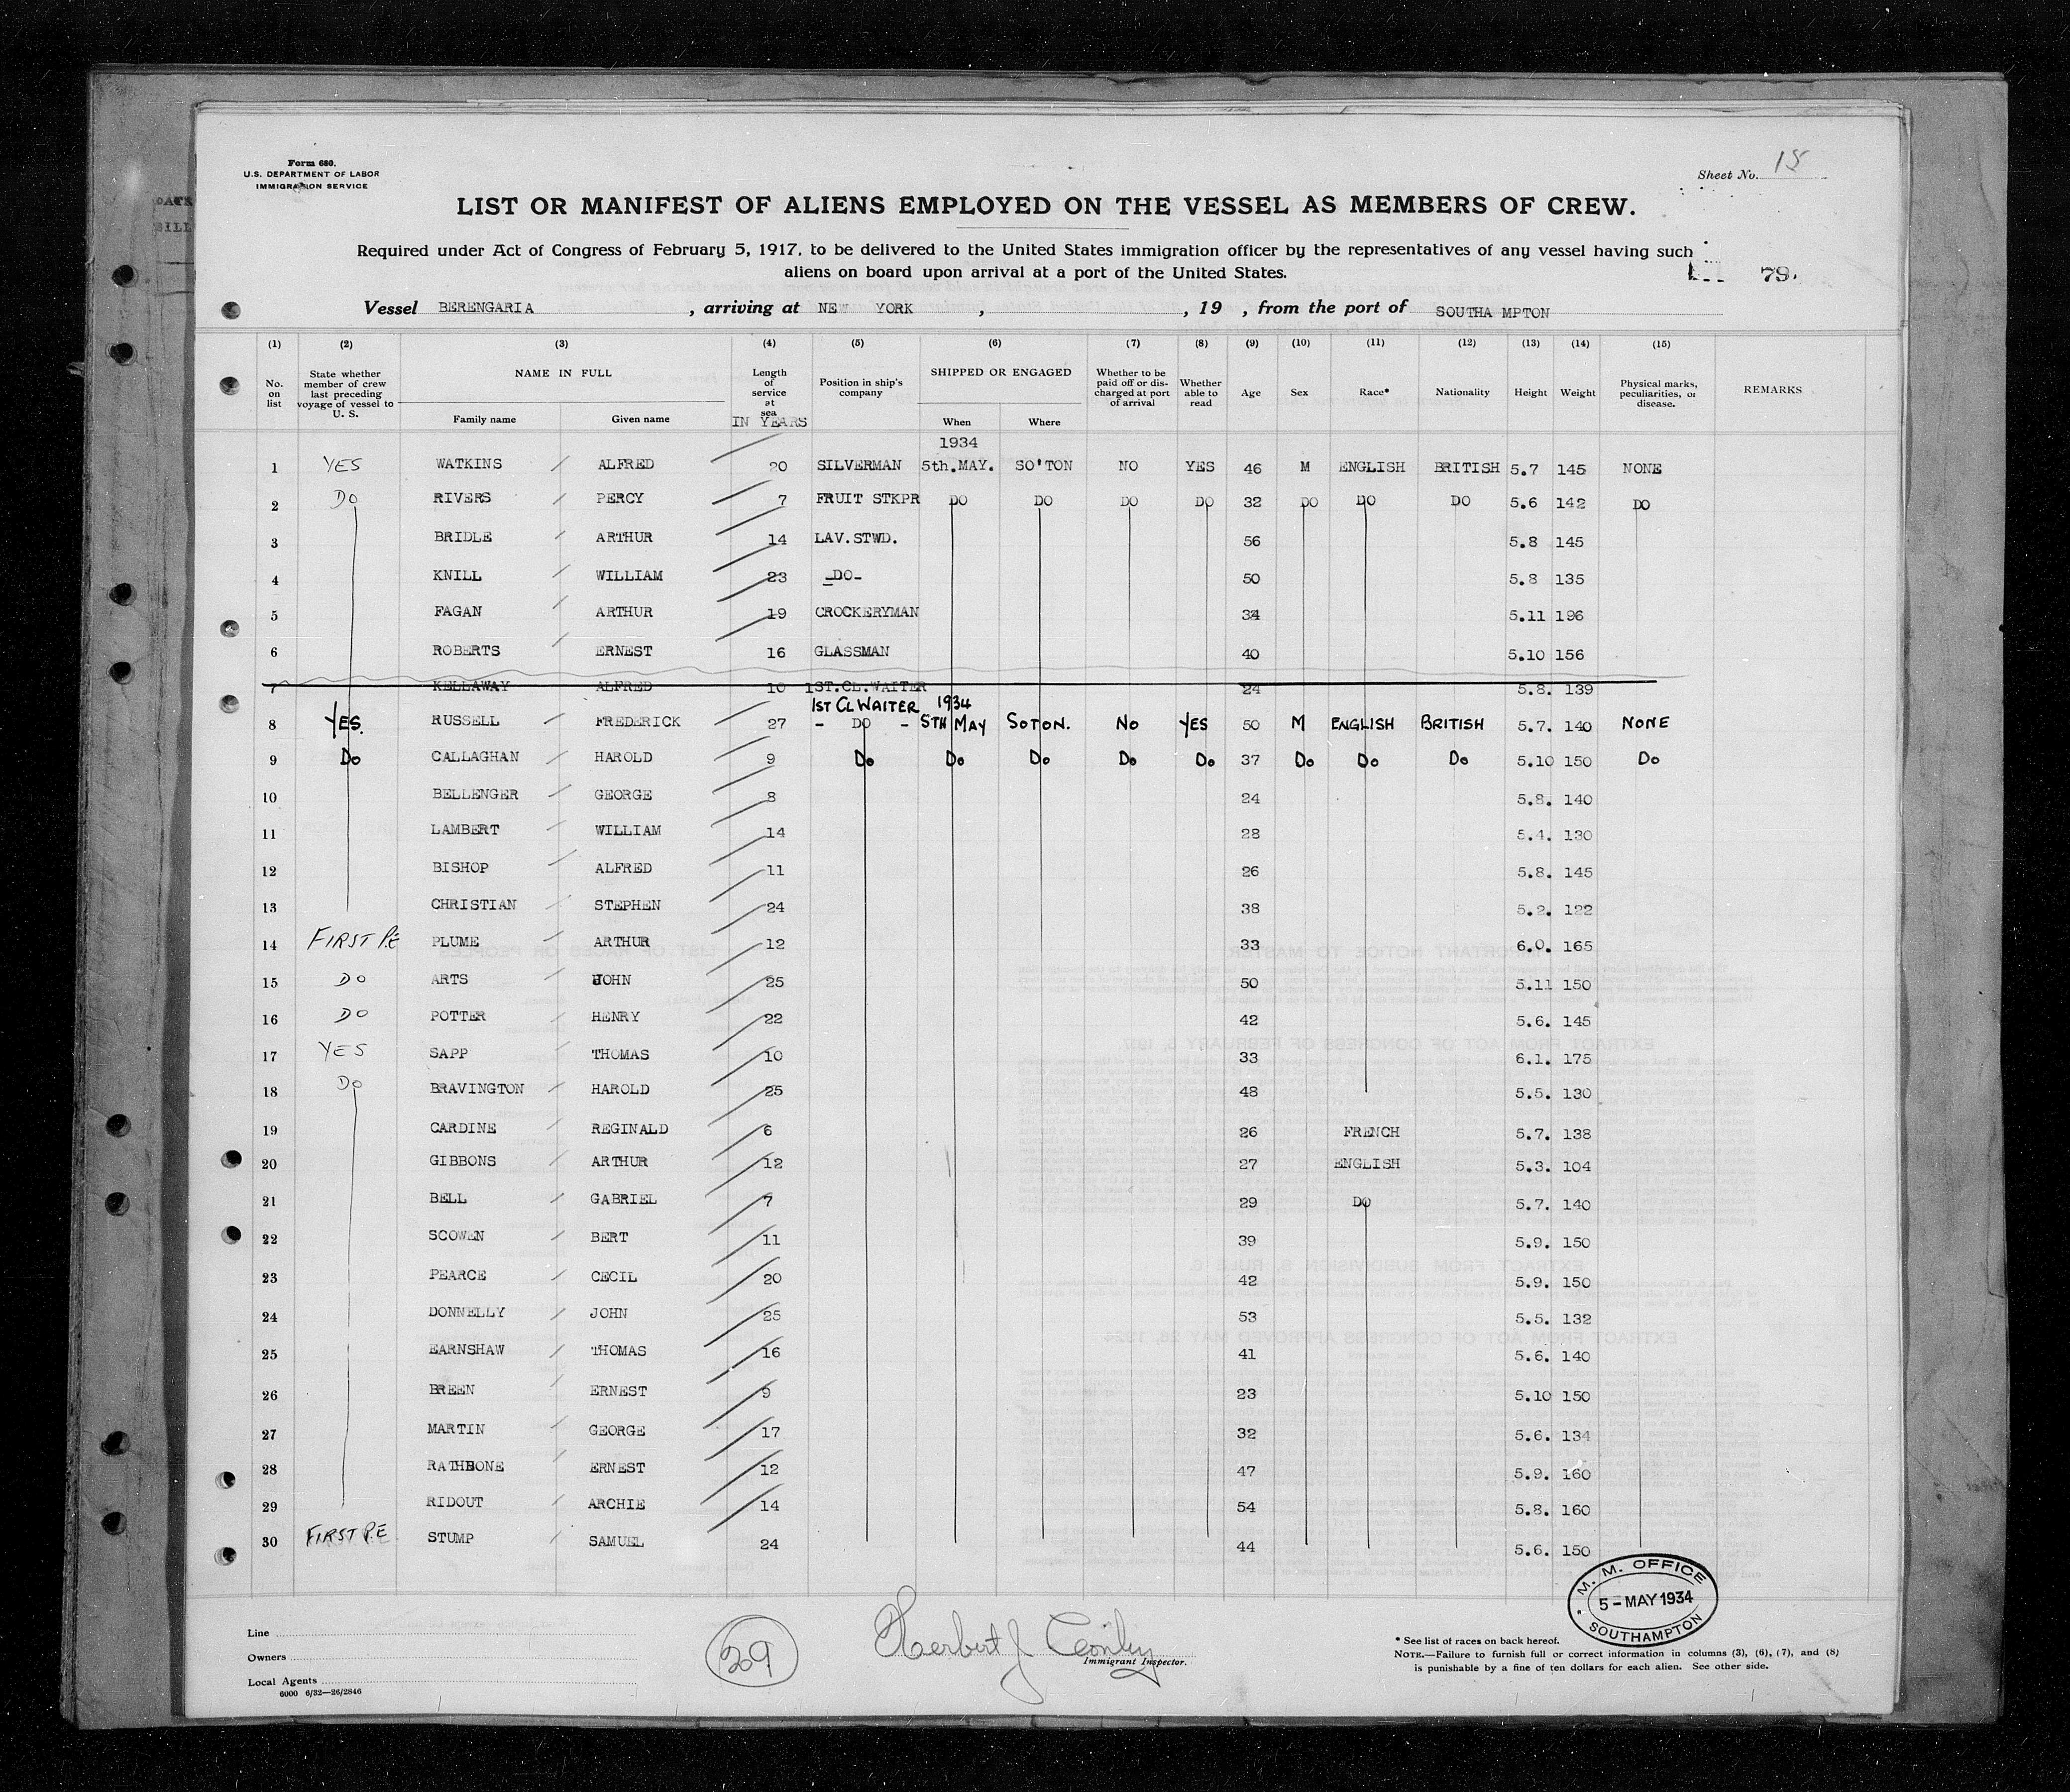 Form 680.
U.S. DEPARTMENT OF LABOR
IMMIGRATION SERVICE
Sheet No. 15
LIST OR MANIFEST OF ALIENS EMPLOYED ON THE VESSEL AS MEMBERS OF CREW.
Required under Act of Congress of February 5, 1917, to be delivered to the United States immigration officer by the representatives of any vessel having such
aliens on board upon arrival at a port of the United States.
79.
Vessel BERENGARIA , arriving at NEW YORK , , 19 , from the port of SOUTHA MPTON
(1) (2) (3) (4) (5) (6) (7) (8) (9) (10) (11) (12) (13) (14) (15)
No. on list State whether member of crew last preceding voyage of vessel to U. S. NAME IN FULL Family name Given name Length of service at sea IN YEARS Position in ship's company SHIPPED OR ENGAGED When Where Whether to be paid off or discharged at port of arrival Whether able to read Age Sex Race* Nationality Height Weight Physical marks, peculiarities, or disease. REMARKS
1934
1 YES WATKINS ALFRED 20 SILVERMAN 5th.MAY. SO'TON NO YES 46 M ENGLISH BRITISH 5.7 145 NONE
2 DO RIVERS PERCY 7 FRUIT STKPR DO DO DO DO 32 DO DO DO 5.6 142 DO
3 BRIDLE ARTHUR 14 LAV.STWD. 56 5.8 145
4 KNILL WILLIAM 23 -DO- 50 5.8 135
5 FAGAN ARTHUR 19 CROCKERYMAN 34 5.11 196
6 ROBERTS ERNEST 16 GLASSMAN 40 5.10 156
7 KELLAWAY ALFRED 10 1ST.CL.WAITER 24 5.8. 139
1ST CL WAITER 1934
8 YES. RUSSELL FREDERICK 27 - DO - 5TH MAY SOTON. NO YES 50 M ENGLISH BRITISH 5.7. 140 NONE
9 DO CALLAGHAN HAROLD 9 DO DO DO DO DO 37 DO DO DO 5.10 150 DO
10 BELLENGER GEORGE 8 24 5.8. 140
11 LAMBERT WILLIAM 14 28 5.4. 130
12 BISHOP ALFRED 11 26 5.8. 145
13 CHRISTIAN STEPHEN 24 38 5.2. 122
14 FIRST P.E PLUME ARTHUR 12 33 6.0. 165
15 DO ARTS JOHN 25 50 5.11 150
16 DO POTTER HENRY 22 42 5.6. 145
17 YES SAPP THOMAS 10 33 6.1. 175
18 DO BRAVINGTON HAROLD 25 48 5.5. 130
19 CARDINE REGINALD 6 26 FRENCH 5.7. 138
20 GIBBONS ARTHUR 12 27 ENGLISH 5.3. 104
21 BELL GABRIEL 7 29 DO 5.7. 140
22 SCOWEN BERT 11 39 5.9. 150
23 PEARCE CECIL 20 42 5.9. 150
24 DONNELLY JOHN 25 53 5.5. 132
25 EARNSHAW THOMAS 16 41 5.6. 140
26 BREEN ERNEST 9 23 5.10 150
27 MARTIN GEORGE 17 32 5.6. 134
28 RATHBONE ERNEST 12 47 5.9. 160
29 RIDOUT ARCHIE 14 54 5.8. 160
30 FIRST P.E STUMP SAMUEL 24 44 5.6. 150
M. M. OFFICE
5 - MAY 1934
SOUTHAMPTON
Line
Owners
Local Agents
6000 6/32—26/2846
29
Herbert J
Immigrant Inspector.
* See list of races on back hereof.
NOTE.—Failure to furnish full or correct information in columns (3), (6), (7), and (8)
is punishable by a fine of ten dollars for each alien. See other side.